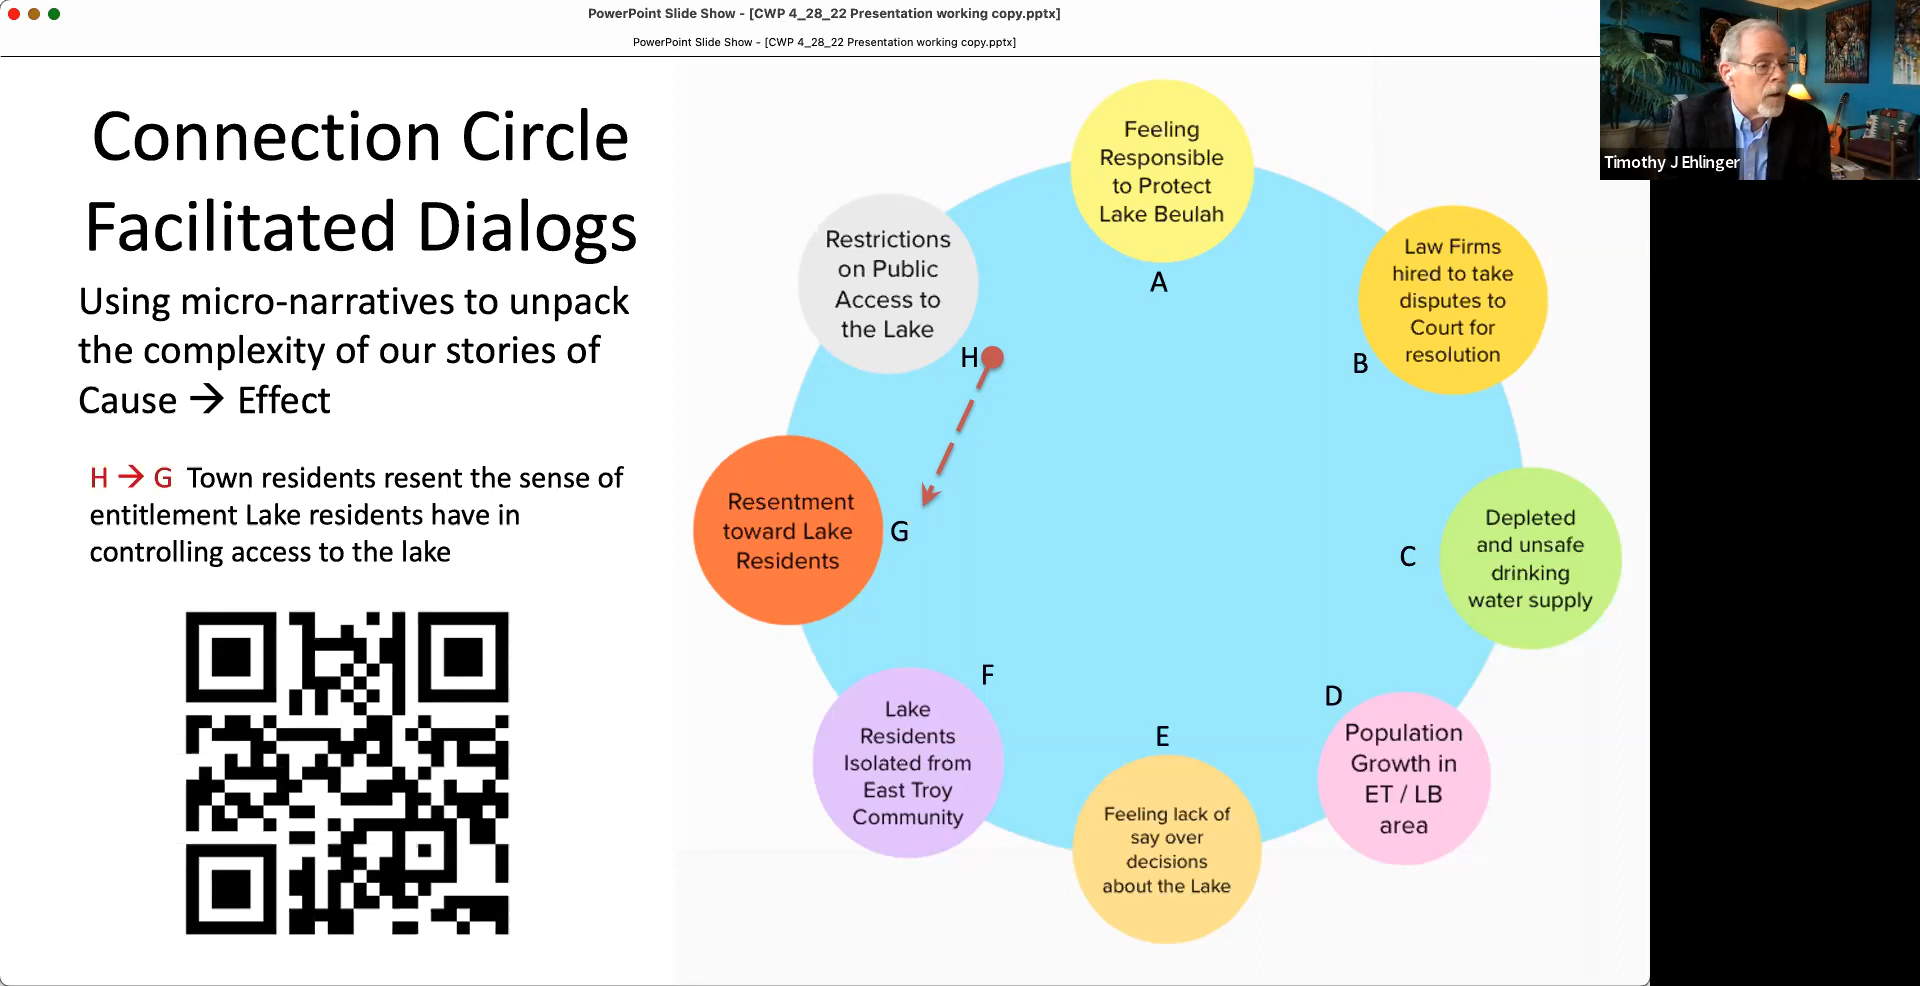 PowerPoint Slide Show - [CWP 4_28_22 Presentation working copy.pptx]
PowerPoint Slide Show - [CWP 4_28_22 Presentation working copy.pptx]
Timothy J Ehlinger
Connection Circle
Facilitated Dialogs
Using micro-narratives to unpack
the complexity of our stories of
Cause → Effect
H → G Town residents resent the sense of
entitlement Lake residents have in
controlling access to the lake
Feeling
Responsible
to Protect
Lake Beulah
A
Law Firms
hired to take
disputes to
Court for
resolution
B
Depleted
and unsafe
drinking
water supply
C
Population
Growth in
ET / LB
area
D
Feeling lack of
say over
decisions
about the Lake
E
Lake
Residents
Isolated from
East Troy
Community
F
Resentment
toward Lake
Residents
G
Restrictions
on Public
Access to
the Lake
H